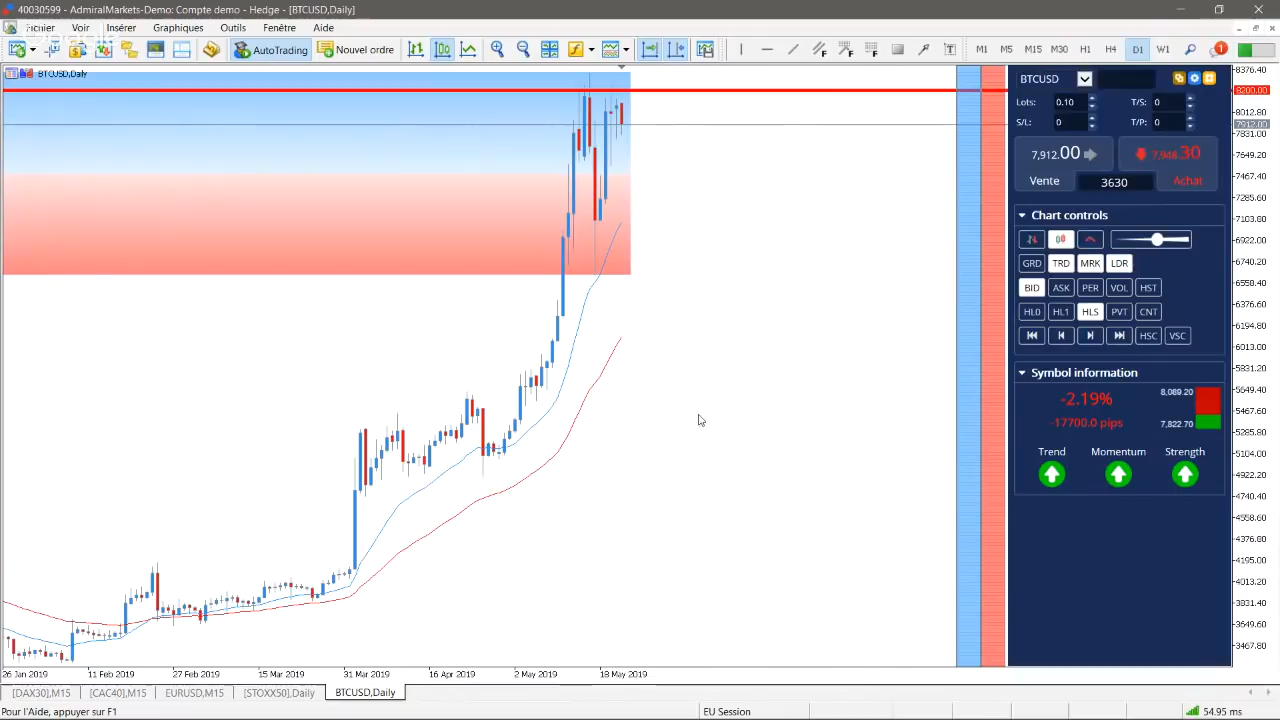 40030599 - AdmiralMarkets-Demo: Compte demo - Hedge - [BTCUSD,Daily]
Fichier Voir Insérer Graphiques Outils Fenêtre Aide
AutoTrading Nouvel ordre M1 M5 M15 M30 H1 H4 D1 W1 1
BTCUSD,Daily
BTCUSD
Lots: 0.10 T/S: 0
S/L: 0 T/P: 0
7,912.00 7,948.30
Vente 3630 Achat
Chart controls
GRD TRD MRK LDR
BID ASK PER VOL HST
HL0 HL1 HLS PVT CNT
HSC VSC
Symbol information
-2.19% 8,089.20
-17700.0 pips 7,822.70
Trend Momentum Strength
8376.40
8200.00
8012.80
7912.00
7831.00
7649.20
7467.40
7285.60
7103.80
6922.00
6740.20
6558.40
6376.60
6194.80
6013.00
5831.20
5649.40
5467.60
5285.80
5104.00
4922.20
4740.40
4558.60
4376.80
4195.00
4013.20
3831.40
3649.60
3467.80
26 Jan 2019 11 Feb 2019 27 Feb 2019 15 Mar 2019 31 Mar 2019 16 Apr 2019 2 May 2019 18 May 2019
[DAX30],M15 [CAC40],M15 EURUSD,M15 [STOXX50],Daily BTCUSD,Daily
Pour l'Aide, appuyer sur F1 EU Session 54.95 ms